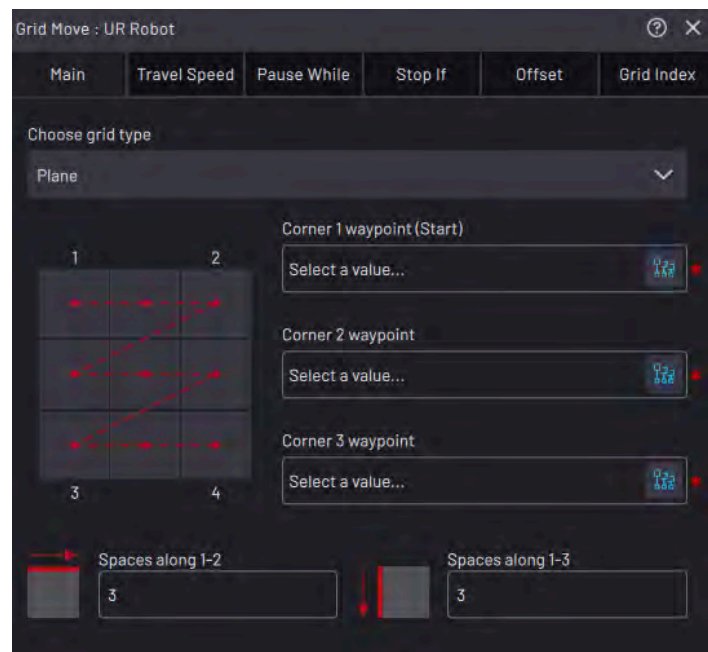 Grid Move : UR Robot
Main Travel Speed Pause While Stop If Offset Grid Index
Choose grid type
Plane
Corner 1 waypoint (Start)
1 2
Select a value...
Corner 2 waypoint
Select a value...
Corner 3 waypoint
Select a value...
3 4
Spaces along 1-2 Spaces along 1-3
3 3